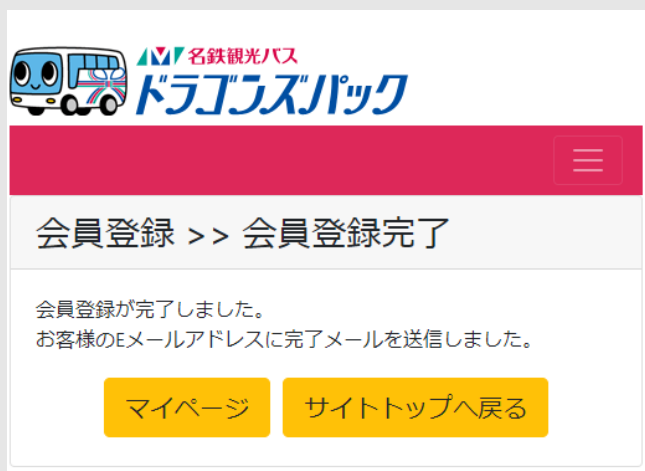 名鉄観光バス
ドラゴンズパック
会員登録 >> 会員登録完了
会員登録が完了しました。
お客様のEメールアドレスに完了メールを送信しました。
マイページ
サイトトップへ戻る